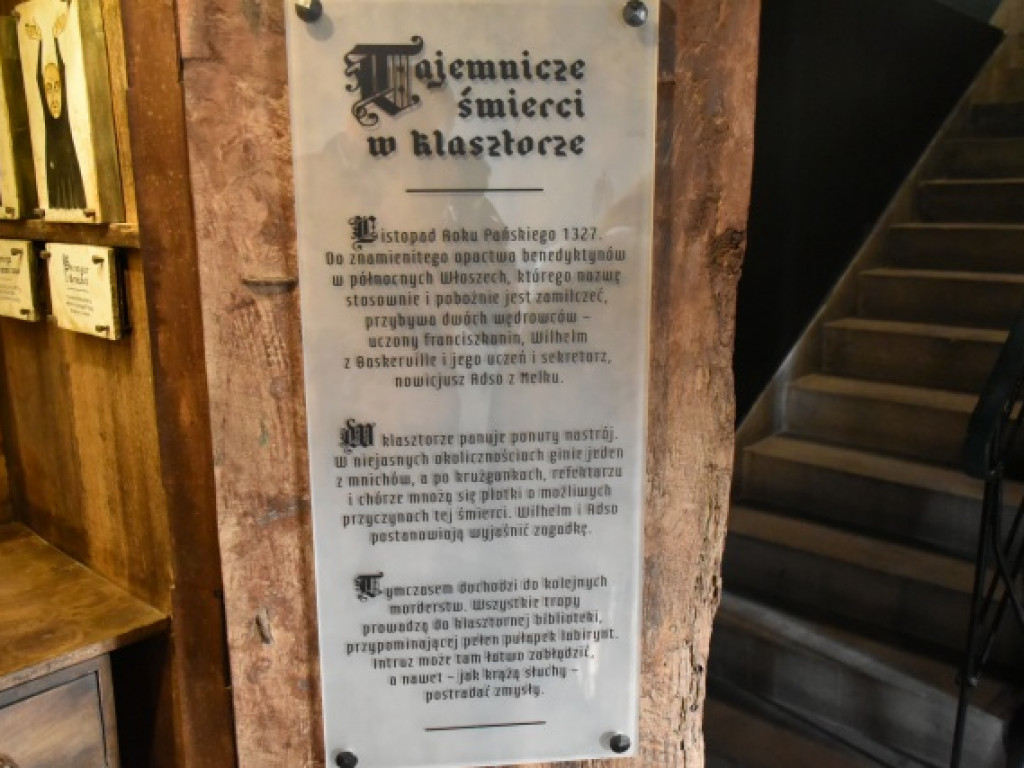 Tajemnicze
śmierci
w klasztorze
Listopad Roku Pańskiego 1327.
Do znamienitego opactwa benedyktynów
w północnych Włoszech, którego nazwę
stosownie i pobożnie jest zamilczeć,
przybywa dwóch wędrowców –
uczony franciszkanin, Wilhelm
z Baskerville i jego uczeń i sekretarz,
nowicjusz Adso z Melku.
W klasztorze panuje ponury nastrój.
W niejasnych okolicznościach ginie jeden
z mnichów, a po krużgankach, refektarzu
i chórze mnożą się plotki o możliwych
przyczynach tej śmierci. Wilhelm i Adso
postanawiają wyjaśnić zagadkę.
Tymczasem dochodzi do kolejnych
morderstw. Wszystkie tropy
prowadzą do klasztornej biblioteki,
przypominającej pełen pułapek labirynt.
Intruz może tam łatwo zabłądzić,
a nawet – jak krążą słuchy –
postradać zmysły.